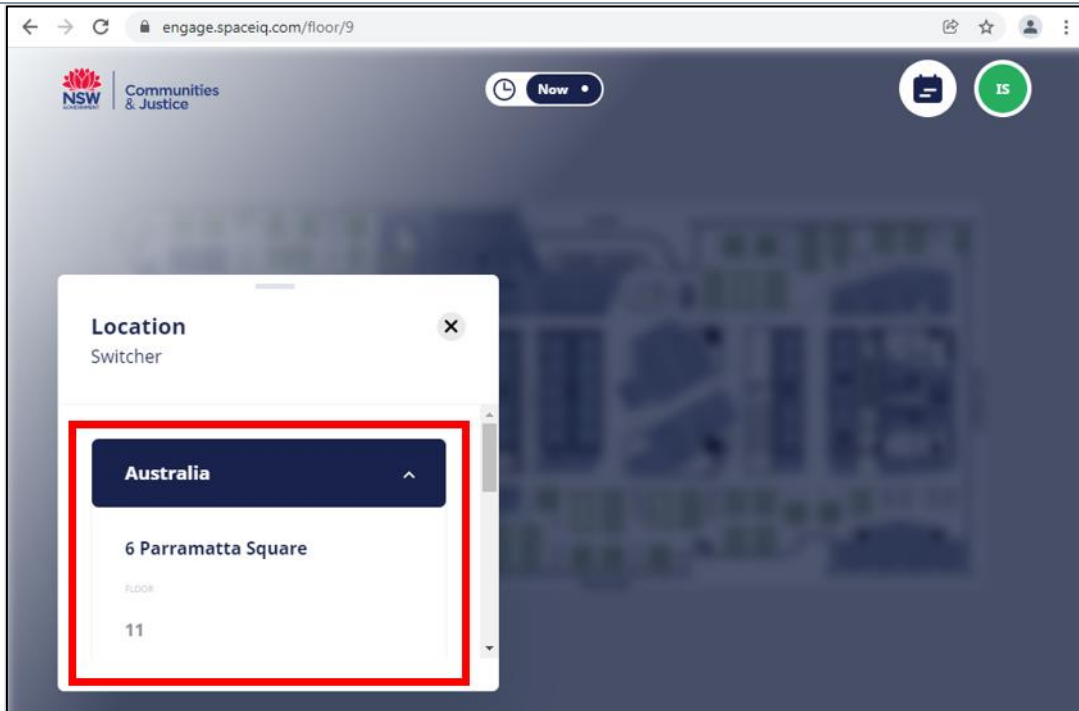 engage.spaceiq.com/floor/9
NSW
GOVERNMENT
Communities
& Justice
Now
IS
Location
Switcher
Australia
6 Parramatta Square
FLOOR
11